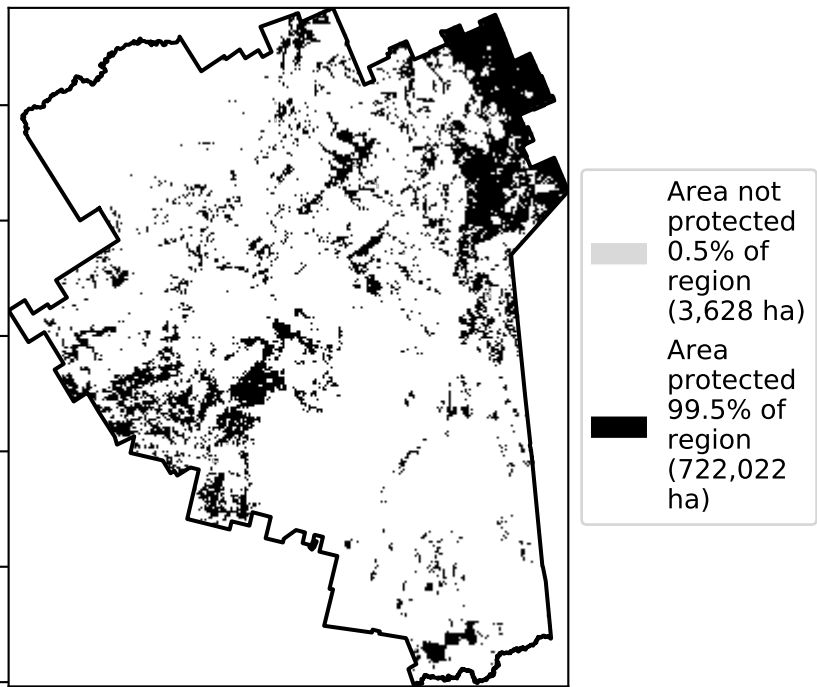 Area not
protected
0.5% of
region
(3,628 ha)
Area
protected
99.5% of
region
(722,022
ha)